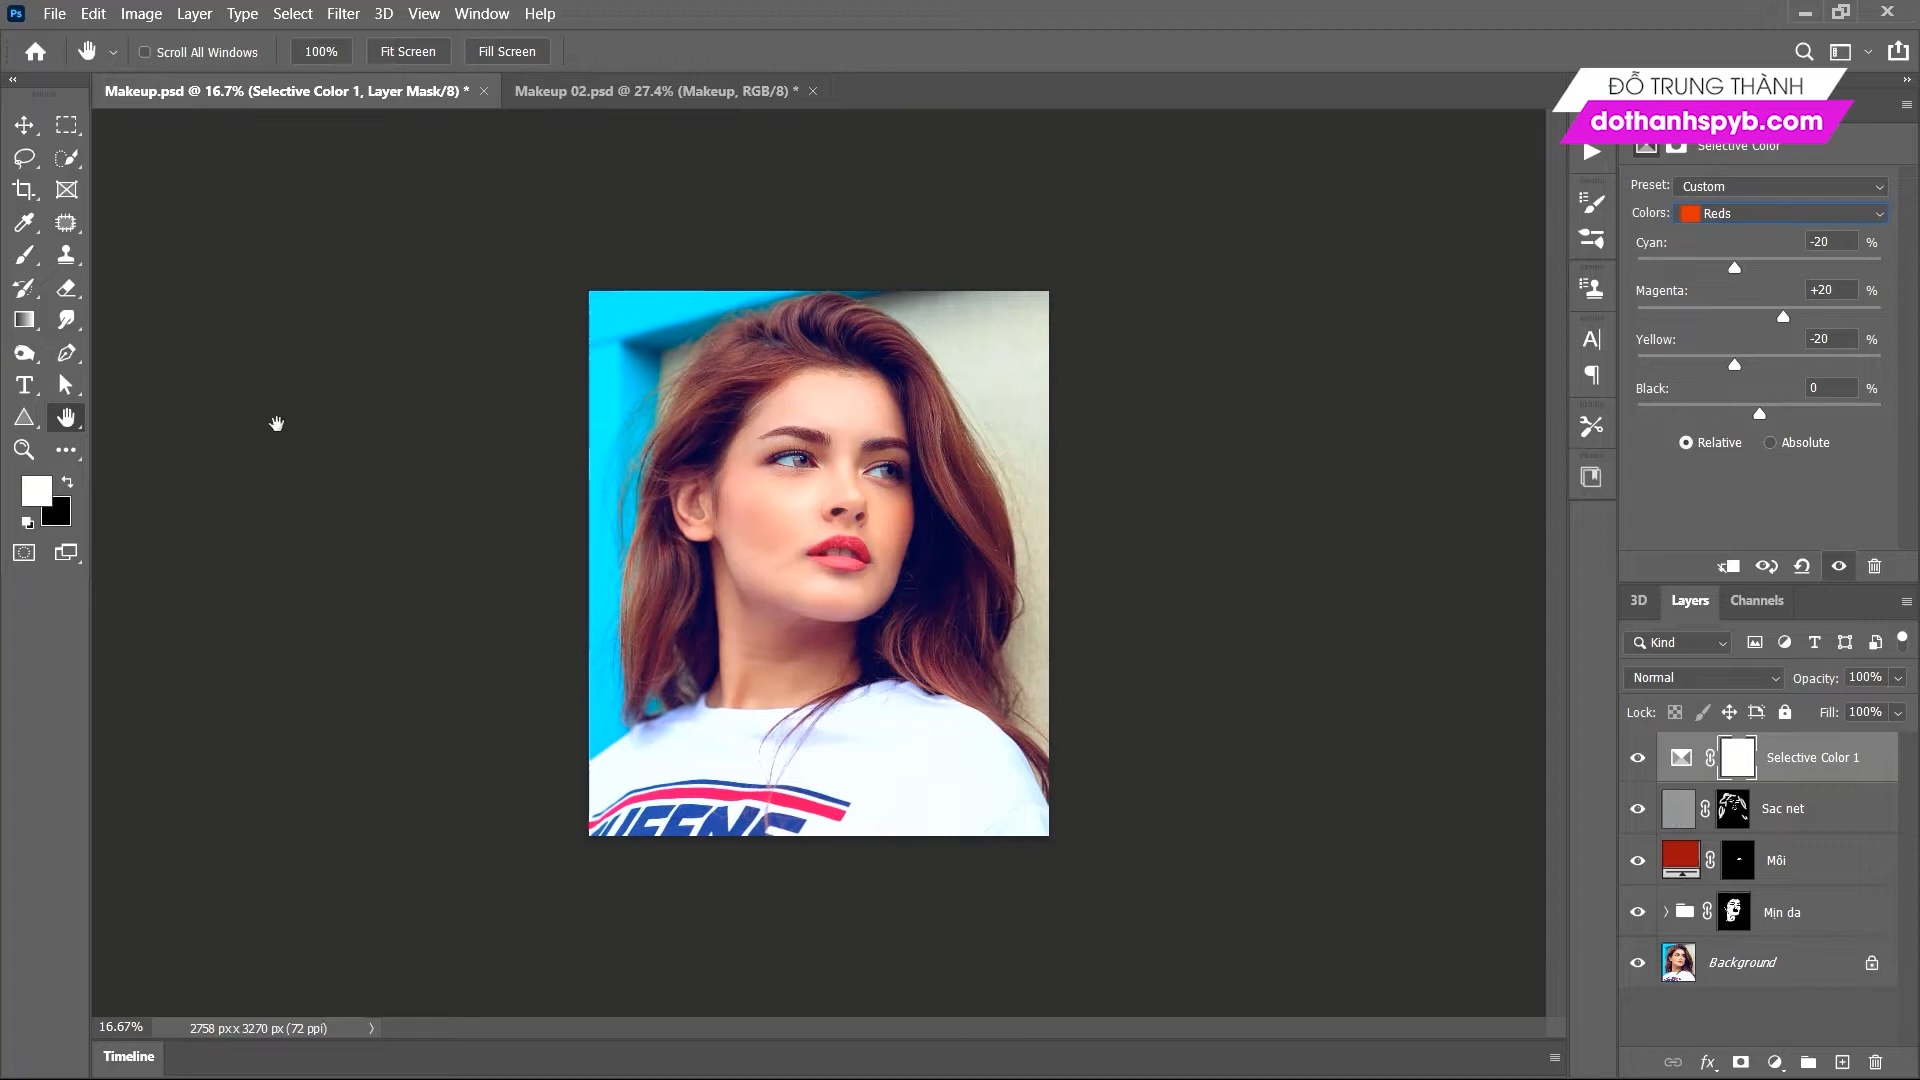 Ps File Edit Image Layer Type Select Filter 3D View Window Help
Scroll All Windows 100% Fit Screen Fill Screen
Makeup.psd @ 16.7% (Selective Color 1, Layer Mask/8) * Makeup 02.psd @ 27.4% (Makeup, RGB/8) *
ĐỖ TRUNG THÀNH
dothanhspyb.com
Selective Color
Preset: Custom
Colors: Reds
Cyan: -20 %
Magenta: +20 %
Yellow: -20 %
Black: 0 %
Relative Absolute
3D Layers Channels
Kind
Normal Opacity: 100%
Lock: Fill: 100%
Selective Color 1
Sac net
Môi
Mịn da
Background
16.67% 2758 px x 3270 px (72 ppi)
Timeline